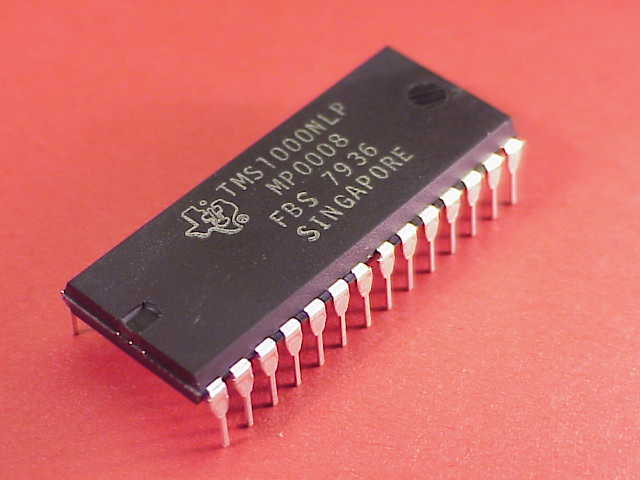 TMS1000NLP
MP0008
FBS 7936
SINGAPORE